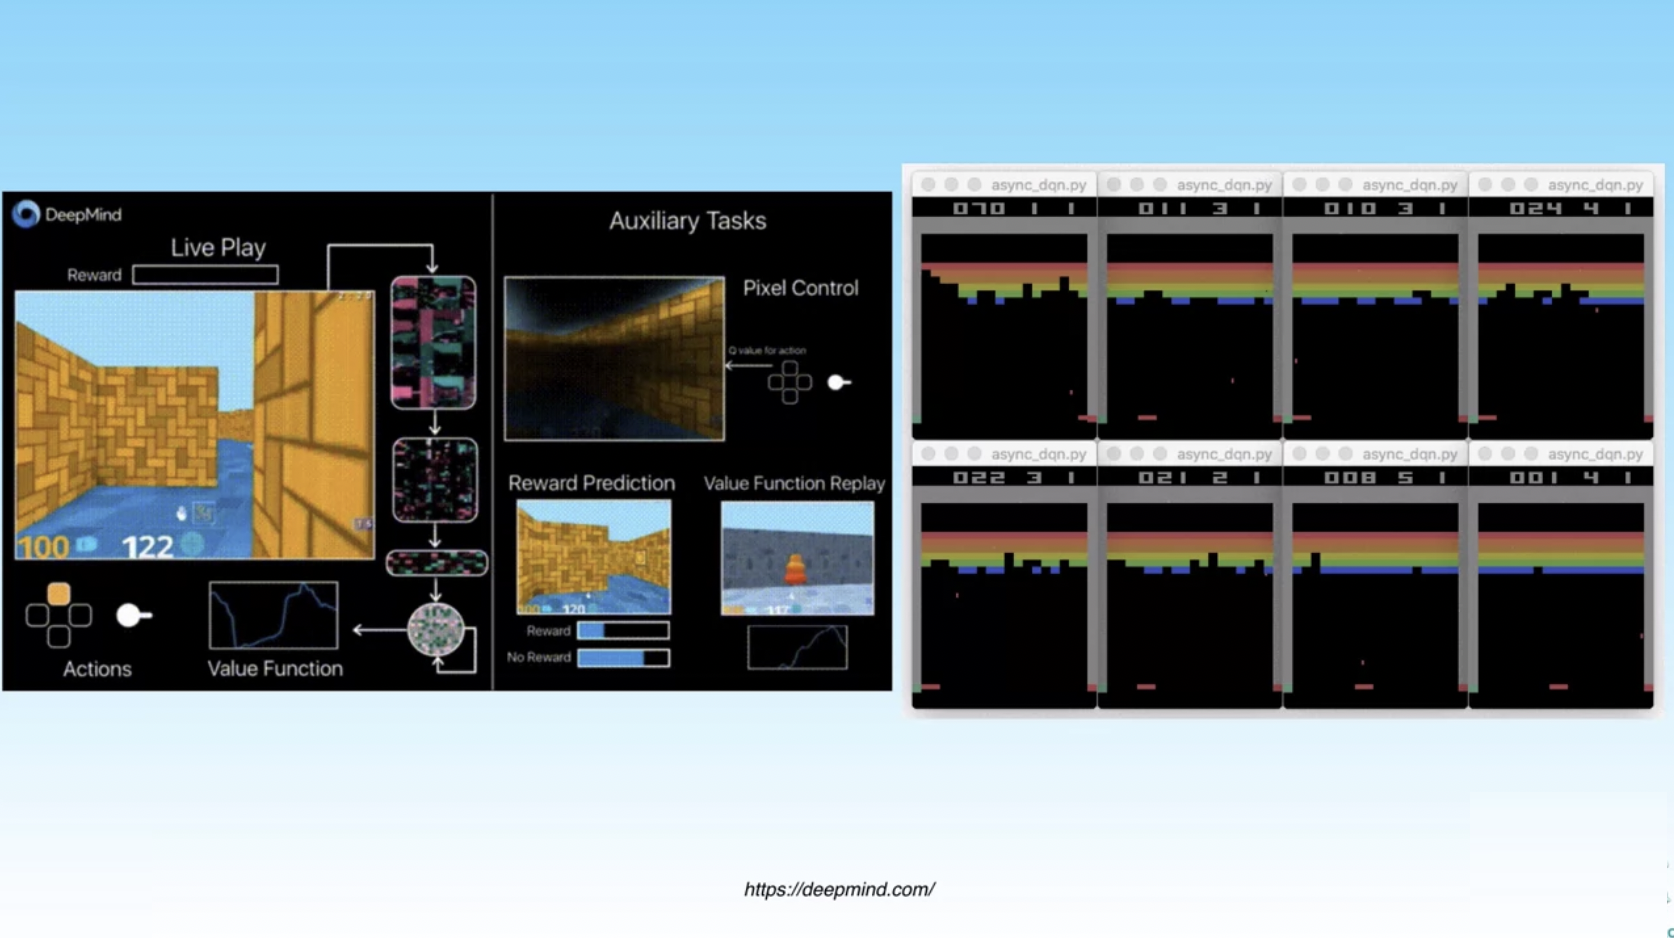 DeepMind
Live Play
Reward
100 122
Actions
Value Function
Auxiliary Tasks
Pixel Control
Q value for action
Reward Prediction
Value Function Replay
100 120
Reward
No Reward
117
async_dqn.py async_dqn.py async_dqn.py async_dqn.py
070 1 1 011 3 1 010 3 1 024 4 1
async_dqn.py async_dqn.py async_dqn.py async_dqn.py
022 3 1 021 2 1 008 5 1 001 4 1
https://deepmind.com/